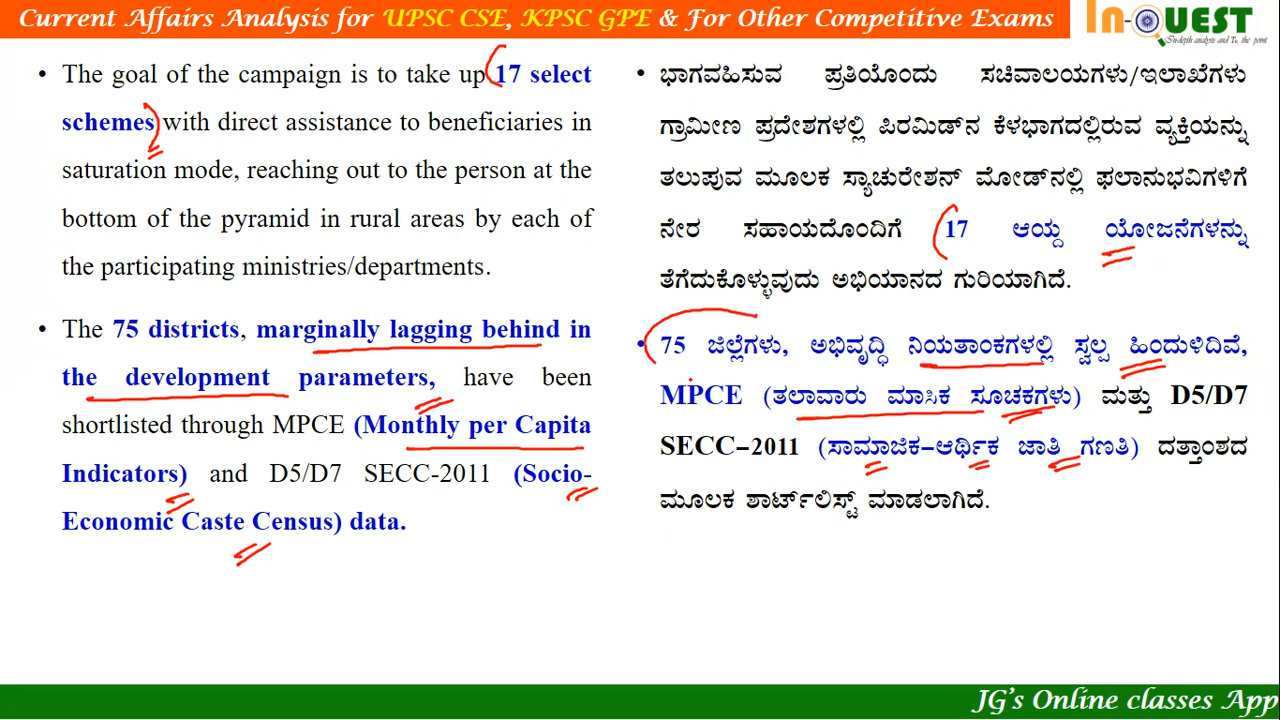 Current Affairs Analysis for UPSC CSE, KPSC GPE & For Other Competitive Exams
In-QUEST
In-depth analysis and To the point
• The goal of the campaign is to take up 17 select
schemes with direct assistance to beneficiaries in
saturation mode, reaching out to the person at the
bottom of the pyramid in rural areas by each of
the participating ministries/departments.
• The 75 districts, marginally lagging behind in
the development parameters, have been
shortlisted through MPCE (Monthly per Capita
Indicators) and D5/D7 SECC-2011 (Socio-
Economic Caste Census) data.
• ಭಾಗವಹಿಸುವ ಪ್ರತಿಯೊಂದು ಸಚಿವಾಲಯಗಳು/ಇಲಾಖೆಗಳು
ಗ್ರಾಮೀಣ ಪ್ರದೇಶಗಳಲ್ಲಿ ಪಿರಮಿಡ್‌ನ ಕೆಳಭಾಗದಲ್ಲಿರುವ ವ್ಯಕ್ತಿಯನ್ನು
ತಲುಪುವ ಮೂಲಕ ಸ್ಯಾಚುರೇಶನ್ ಮೋಡ್‌ನಲ್ಲಿ ಫಲಾನುಭವಿಗಳಿಗೆ
ನೇರ ಸಹಾಯದೊಂದಿಗೆ 17 ಆಯ್ದ ಯೋಜನೆಗಳನ್ನು
ತೆಗೆದುಕೊಳ್ಳುವುದು ಅಭಿಯಾನದ ಗುರಿಯಾಗಿದೆ.
• 75 ಜಿಲ್ಲೆಗಳು, ಅಭಿವೃದ್ಧಿ ನಿಯತಾಂಕಗಳಲ್ಲಿ ಸ್ವಲ್ಪ ಹಿಂದುಳಿದಿವೆ,
MPCE (ತಲಾವಾರು ಮಾಸಿಕ ಸೂಚಕಗಳು) ಮತ್ತು D5/D7
SECC-2011 (ಸಾಮಾಜಿಕ-ಆರ್ಥಿಕ ಜಾತಿ ಗಣತಿ) ದತ್ತಾಂಶದ
ಮೂಲಕ ಶಾರ್ಟ್‌ಲಿಸ್ಟ್ ಮಾಡಲಾಗಿದೆ.
JG's Online classes App